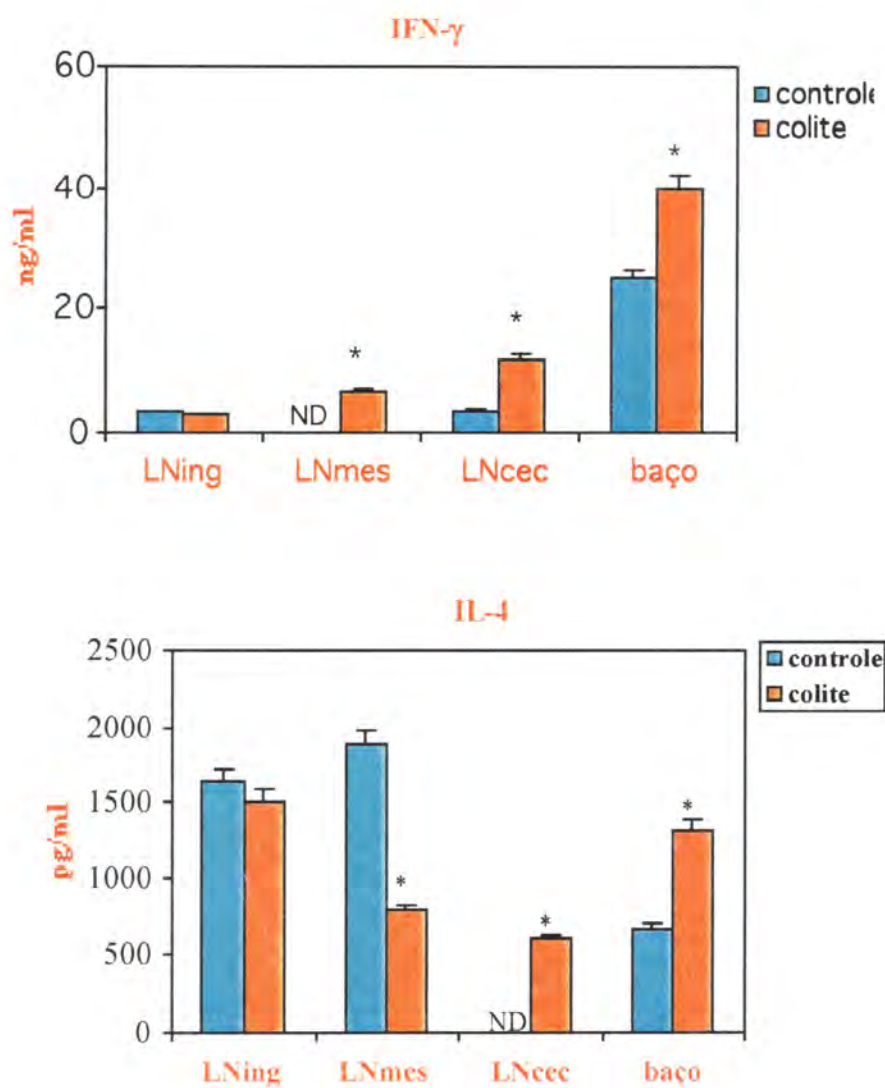 IFN-γ
60
40
20
0
ng/ml
controle
colite
*
*
*
ND
LNing LNmes LNcec baço
IL-4
2500
2000
1500
1000
500
0
pg/ml
controle
colite
*
*
*
ND
LNing LNmes LNcec baço